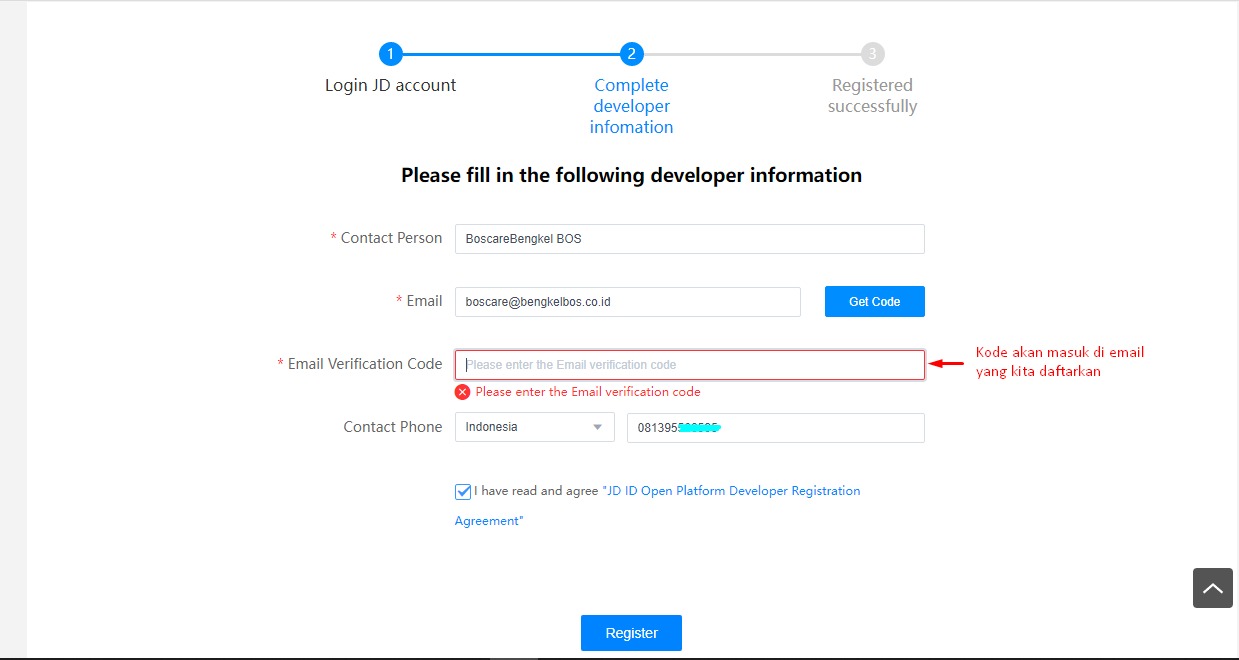 1
2
3
Login JD account
Complete
developer
infomation
Registered
successfully
Please fill in the following developer information
* Contact Person
BoscareBengkel BOS
* Email
boscare@bengkelbos.co.id
Get Code
* Email Verification Code
Please enter the Email verification code
Kode akan masuk di email
yang kita daftarkan
Please enter the Email verification code
Contact Phone
Indonesia
081395
I have read and agree "JD ID Open Platform Developer Registration
Agreement"
Register